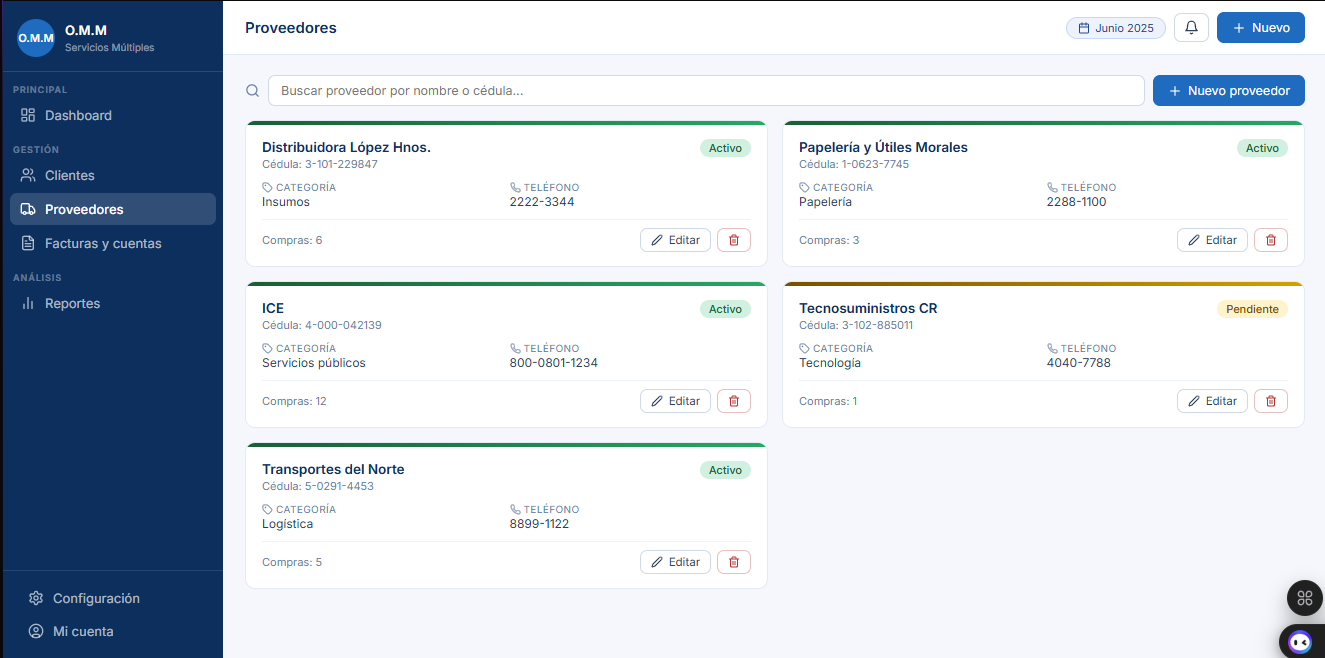 O.M.M
O.M.M
Servicios Múltiples
PRINCIPAL
Dashboard
GESTIÓN
Clientes
Proveedores
Facturas y cuentas
ANÁLISIS
Reportes
Configuración
Mi cuenta
Proveedores
Junio 2025
+ Nuevo
Buscar proveedor por nombre o cédula...
+ Nuevo proveedor
Distribuidora López Hnos.
Activo
Cédula: 3-101-229847
CATEGORÍA
TELÉFONO
Insumos
2222-3344
Compras: 6
Editar
Papelería y Útiles Morales
Activo
Cédula: 1-0623-7745
CATEGORÍA
TELÉFONO
Papelería
2288-1100
Compras: 3
Editar
ICE
Activo
Cédula: 4-000-042139
CATEGORÍA
TELÉFONO
Servicios públicos
800-0801-1234
Compras: 12
Editar
Tecnosuministros CR
Pendiente
Cédula: 3-102-885011
CATEGORÍA
TELÉFONO
Tecnología
4040-7788
Compras: 1
Editar
Transportes del Norte
Activo
Cédula: 5-0291-4453
CATEGORÍA
TELÉFONO
Logística
8899-1122
Compras: 5
Editar